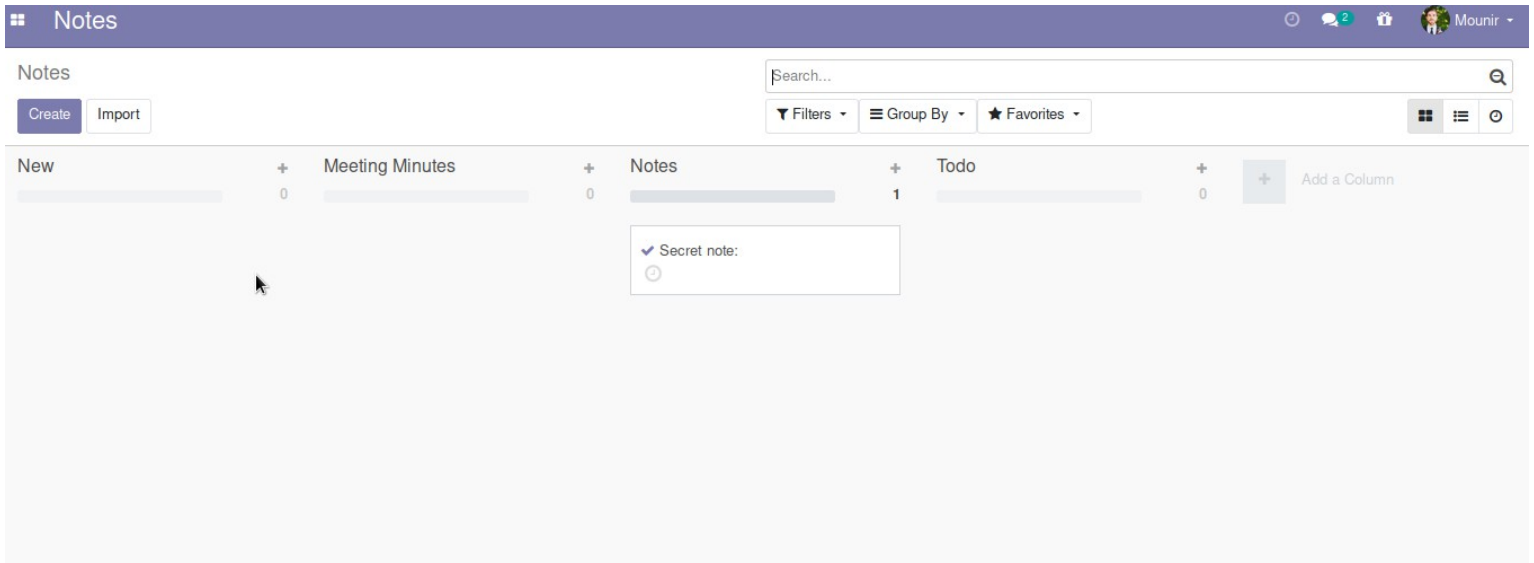 Notes
2
Mounir
Notes
Search...
Create
Import
Filters
Group By
Favorites
New
0
Meeting Minutes
0
Notes
1
Todo
0
Add a Column
Secret note: